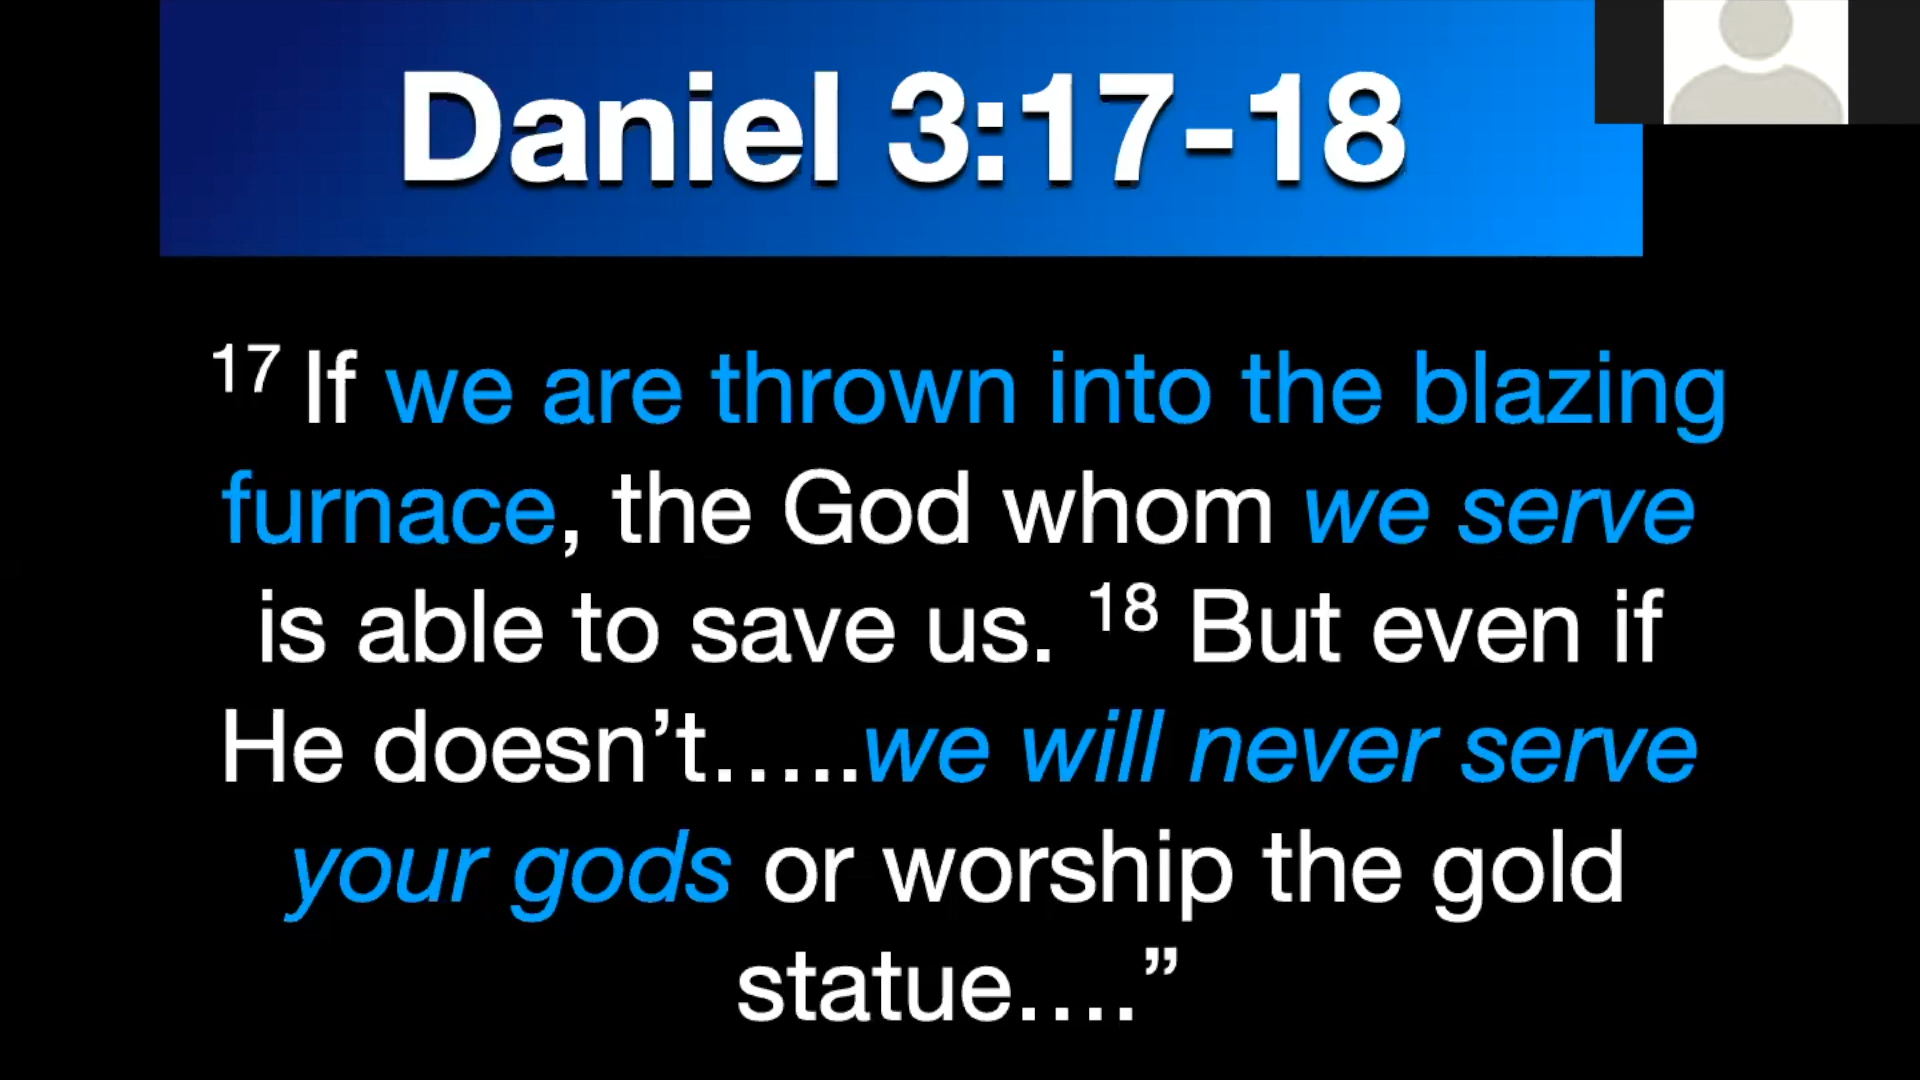 Daniel 3:17-18
17 If we are thrown into the blazing
furnace, the God whom we serve
is able to save us. 18 But even if
He doesn’t…..we will never serve
your gods or worship the gold
statue….”